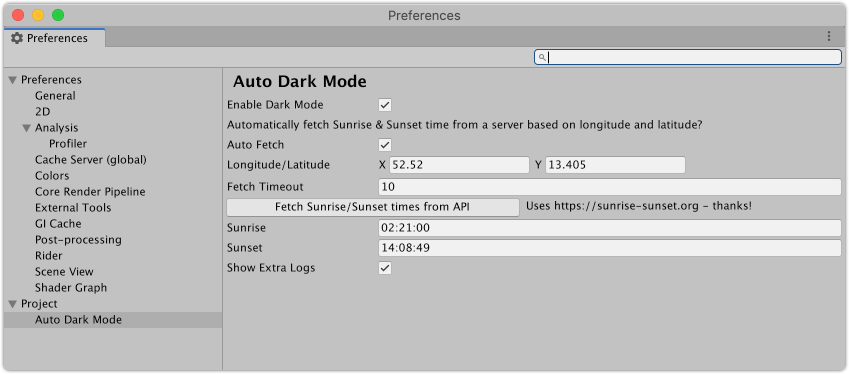 Preferences
Preferences
Preferences
General
2D
Analysis
Profiler
Cache Server (global)
Colors
Core Render Pipeline
External Tools
GI Cache
Post-processing
Rider
Scene View
Shader Graph
Project
Auto Dark Mode
Auto Dark Mode
Enable Dark Mode
Automatically fetch Sunrise & Sunset time from a server based on longitude and latitude?
Auto Fetch
Longitude/Latitude X 52.52 Y 13.405
Fetch Timeout 10
Fetch Sunrise/Sunset times from API Uses https://sunrise-sunset.org – thanks!
Sunrise 02:21:00
Sunset 14:08:49
Show Extra Logs